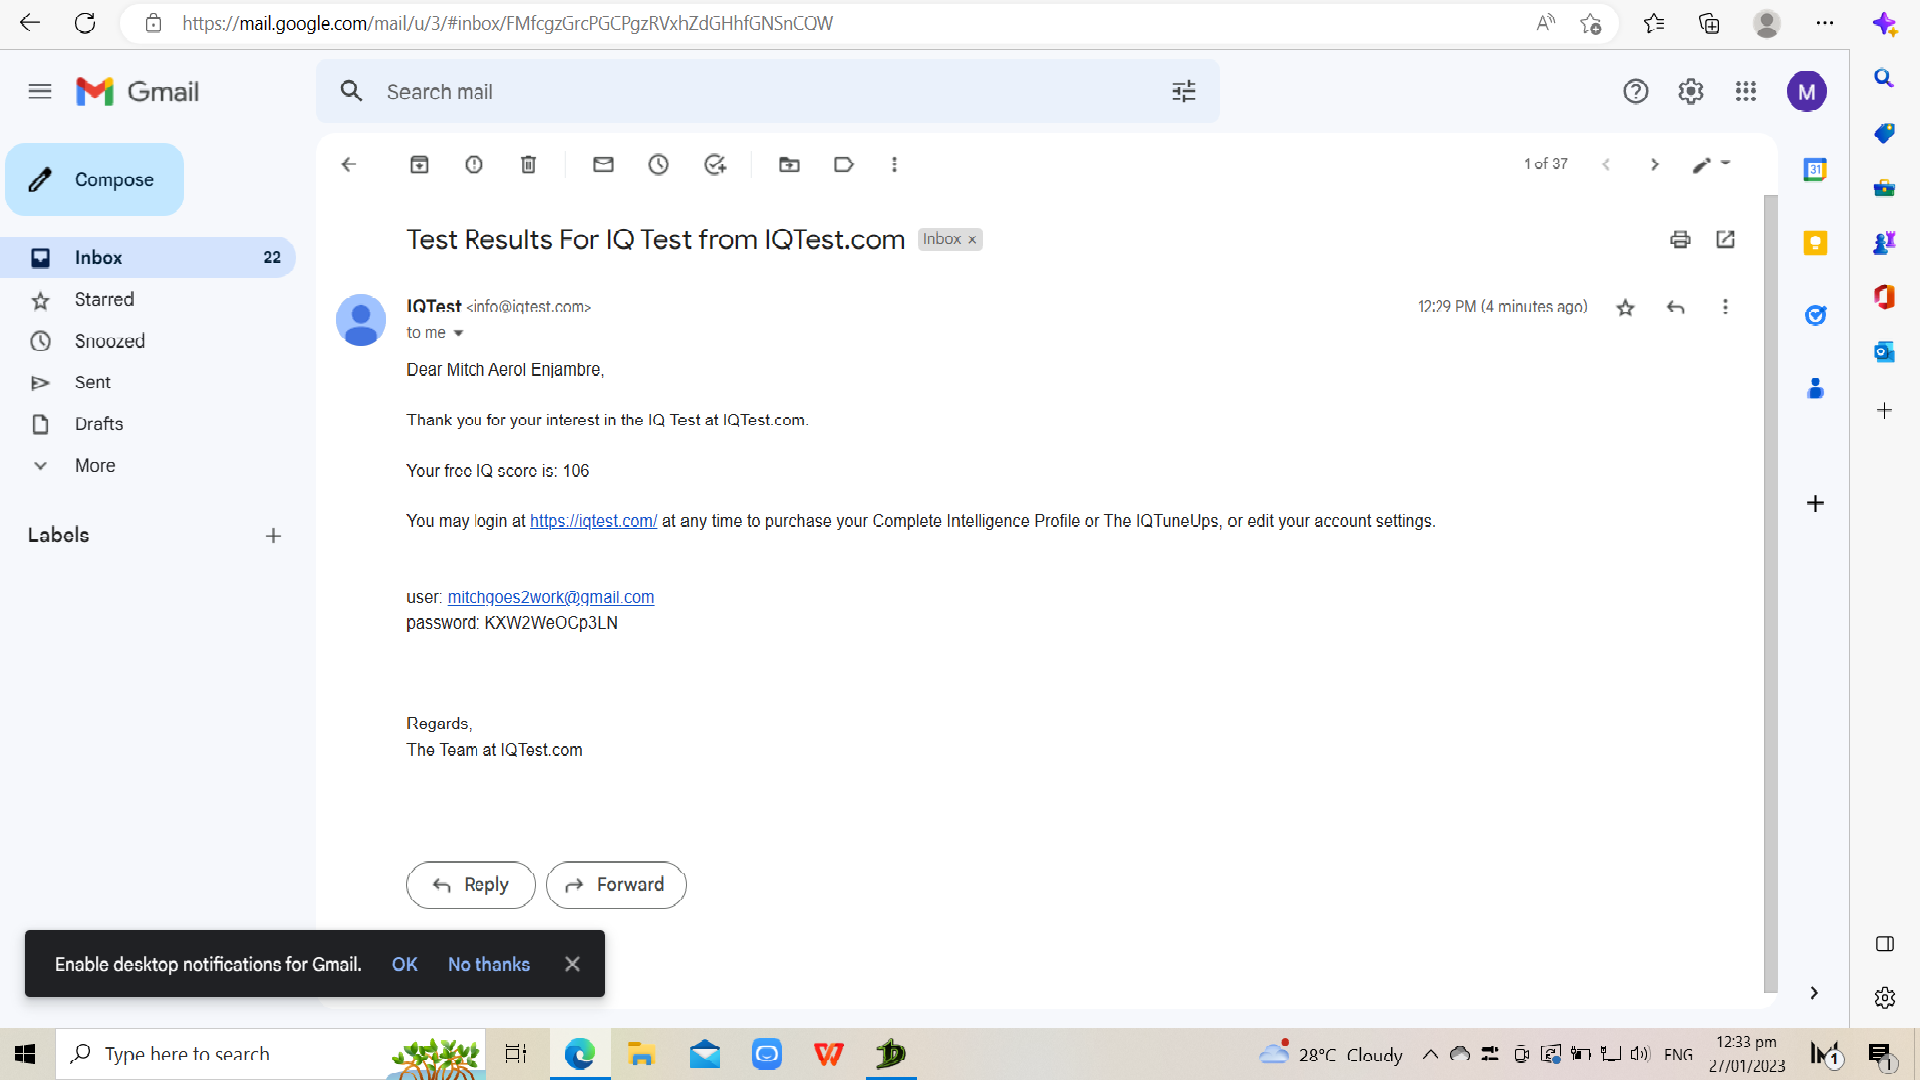 https://mail.google.com/mail/u/3/#inbox/FMfcgzGrcPGCPgzRVxhZdGHhfGNSnCQW
Gmail
Search mail
M
Compose
1 of 37
Inbox 22
Starred
Snoozed
Sent
Drafts
More
Labels
Test Results For IQ Test from IQTest.com Inbox x
IQTest <info@iqtest.com> 12:29 PM (4 minutes ago)
to me
Dear Mitch Aerol Enjambre,
Thank you for your interest in the IQ Test at IQTest.com.
Your free IQ score is: 106
You may login at https://iqtest.com/ at any time to purchase your Complete Intelligence Profile or The IQTuneUps, or edit your account settings.
user: mitchgoes2work@gmail.com
password: KXW2WeOCp3LN
Regards,
The Team at IQTest.com
Reply Forward
Enable desktop notifications for Gmail. OK No thanks
31
Type here to search
28°C Cloudy
ENG
12:33 pm
27/01/2023
1
1